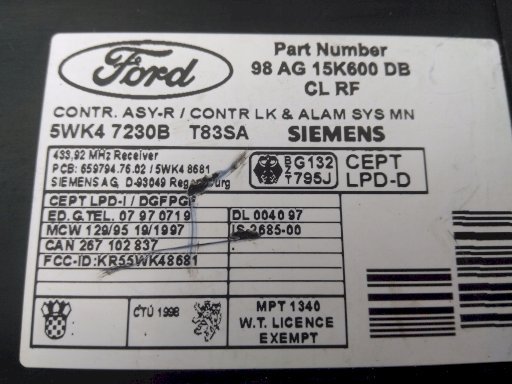 Ford
Part Number
98 AG 15K600 DB
CL RF
CONTR. ASY-R / CONTR LK & ALAM SYS MN
5WK4 7230B T83SA SIEMENS
433,92 MHz Receiver
PCB: 659794.76.02 / 5WK4 8681
SIEMENS AG, D-93049 Regensburg
BZT
G132
795J
CEPT
LPD-D
CEPT LPD-I / DGPGF
ED.G.TEL. 07 97 0719
DL 0040 97
MCW 129/95 19/1997
IS-2685-00
CAN 267 102 837
FCC-ID:KR55WK48681
ČTÚ 1998
MPT 1340
W.T. LICENCE
EXEMPT